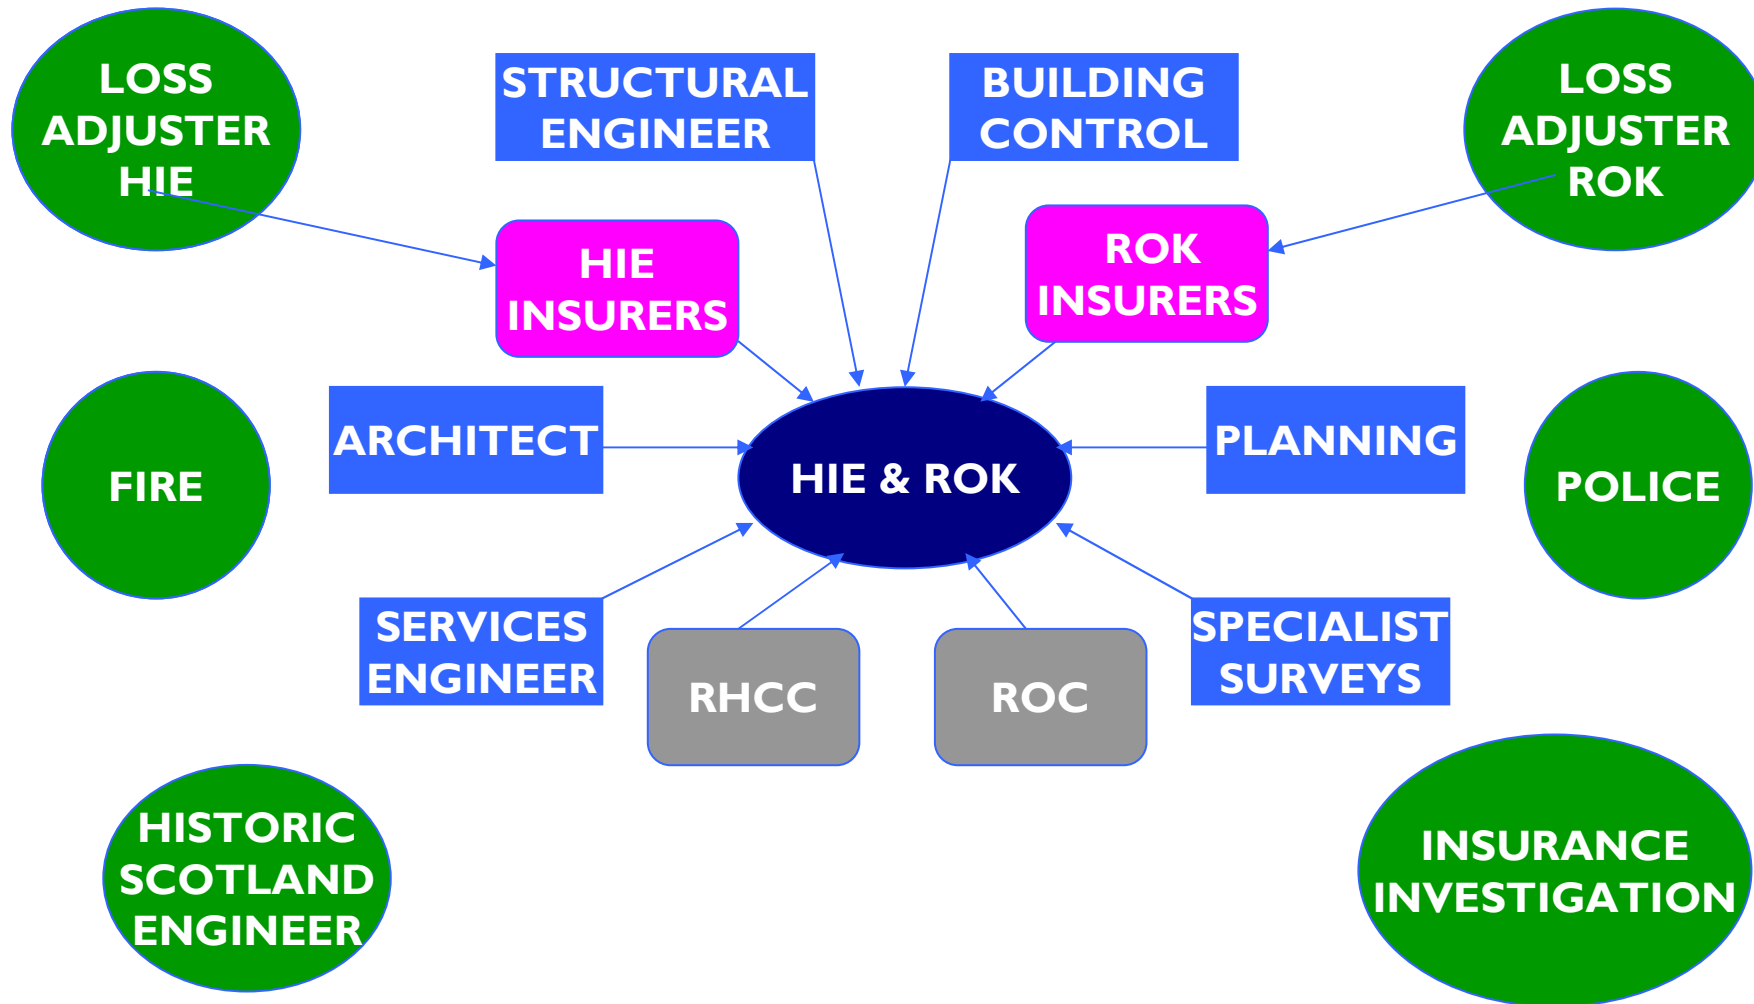 LOSS
ADJUSTER
HIE
STRUCTURAL
ENGINEER
BUILDING
CONTROL
LOSS
ADJUSTER
ROK
HIE
INSURERS
ROK
INSURERS
FIRE
ARCHITECT
HIE & ROK
PLANNING
POLICE
SERVICES
ENGINEER
RHCC
ROC
SPECIALIST
SURVEYS
HISTORIC
SCOTLAND
ENGINEER
INSURANCE
INVESTIGATION